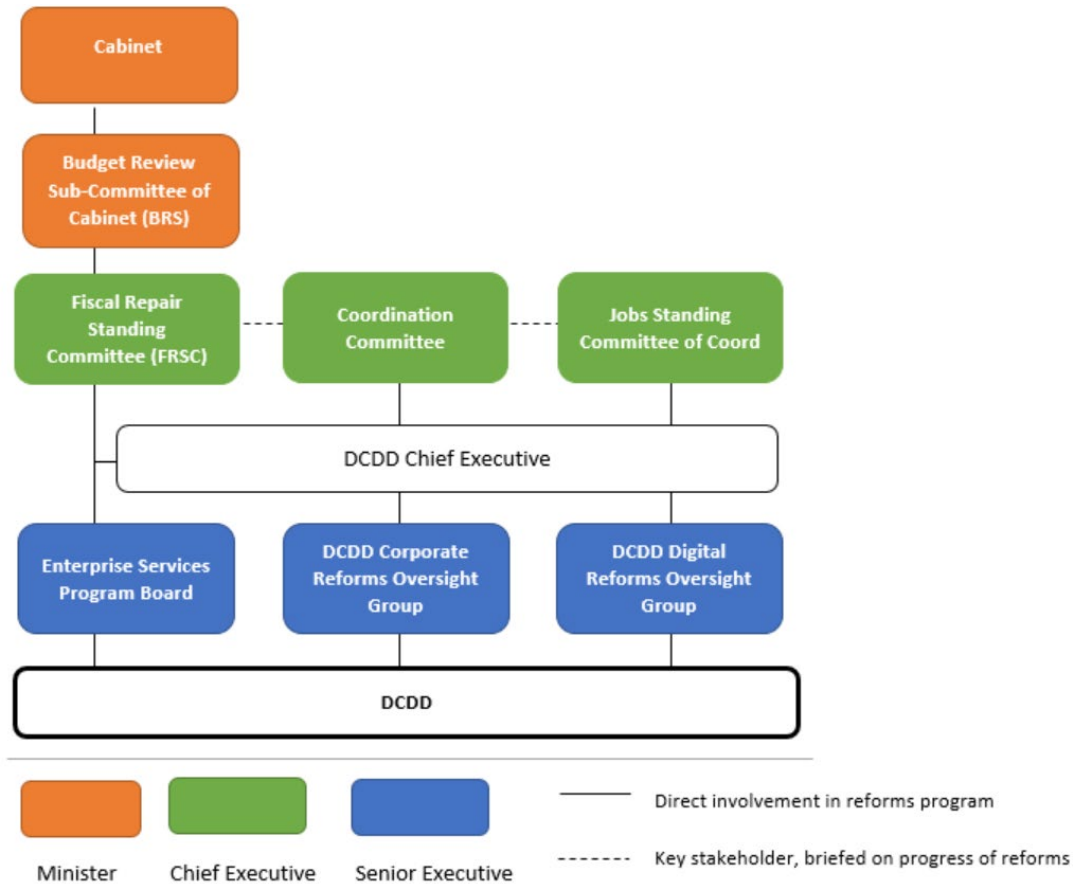 Cabinet
Budget Review
Sub-Committee of
Cabinet (BRS)
Fiscal Repair
Standing
Committee (FRSC)
Coordination
Committee
Jobs Standing
Committee of Coord
DCDD Chief Executive
Enterprise Services
Program Board
DCDD Corporate
Reforms Oversight
Group
DCDD Digital
Reforms Oversight
Group
DCDD
Minister
Chief Executive
Senior Executive
Direct involvement in reforms program
Key stakeholder, briefed on progress of reforms